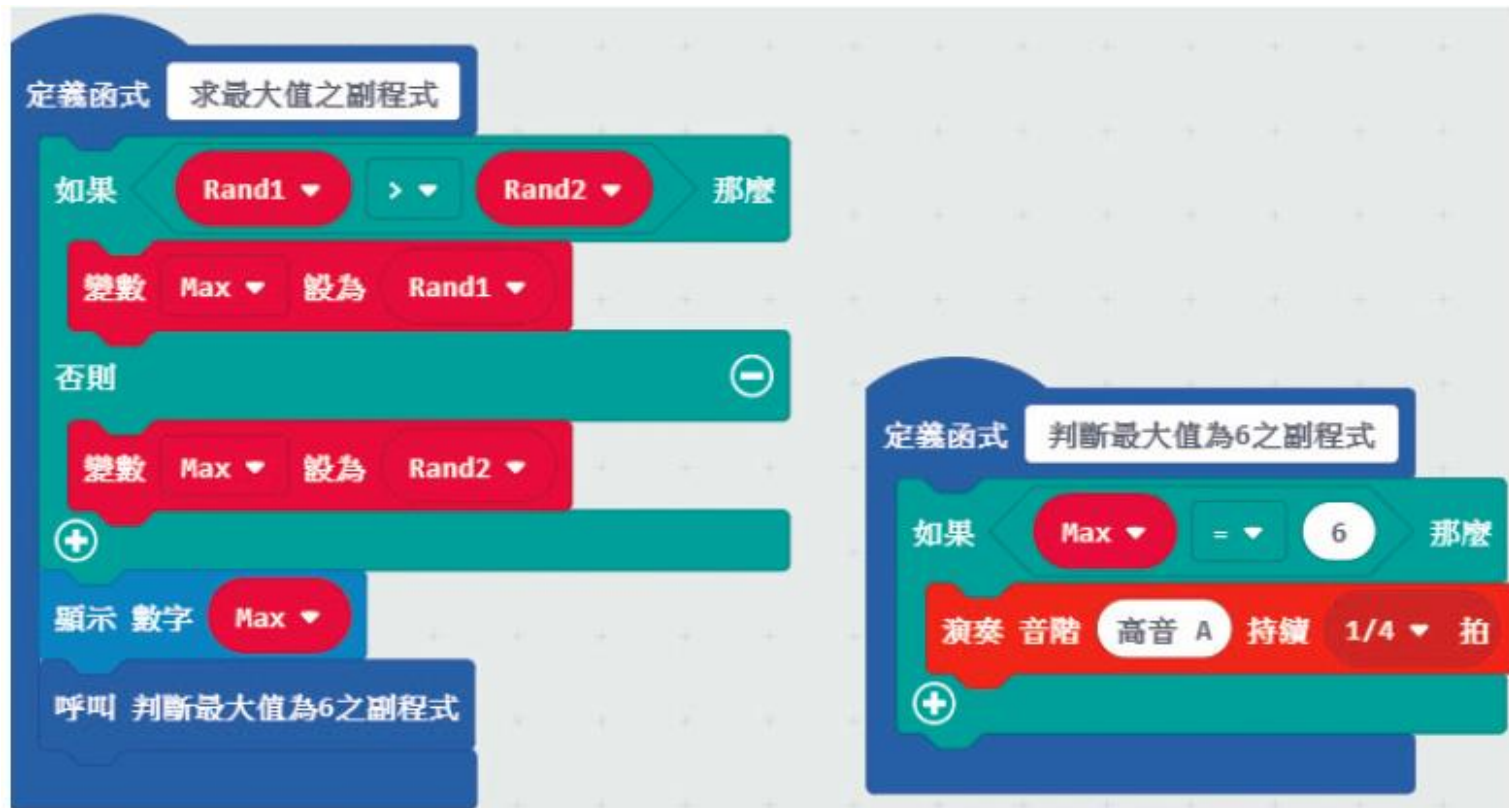 定義函式 求最大值之副程式
如果 Rand1 > Rand2 那麼
變數 Max 設為 Rand1
否則
變數 Max 設為 Rand2
顯示 數字 Max
呼叫 判斷最大值為6之副程式
定義函式 判斷最大值為6之副程式
如果 Max = 6 那麼
演奏 音階 高音 A 持續 1/4 拍